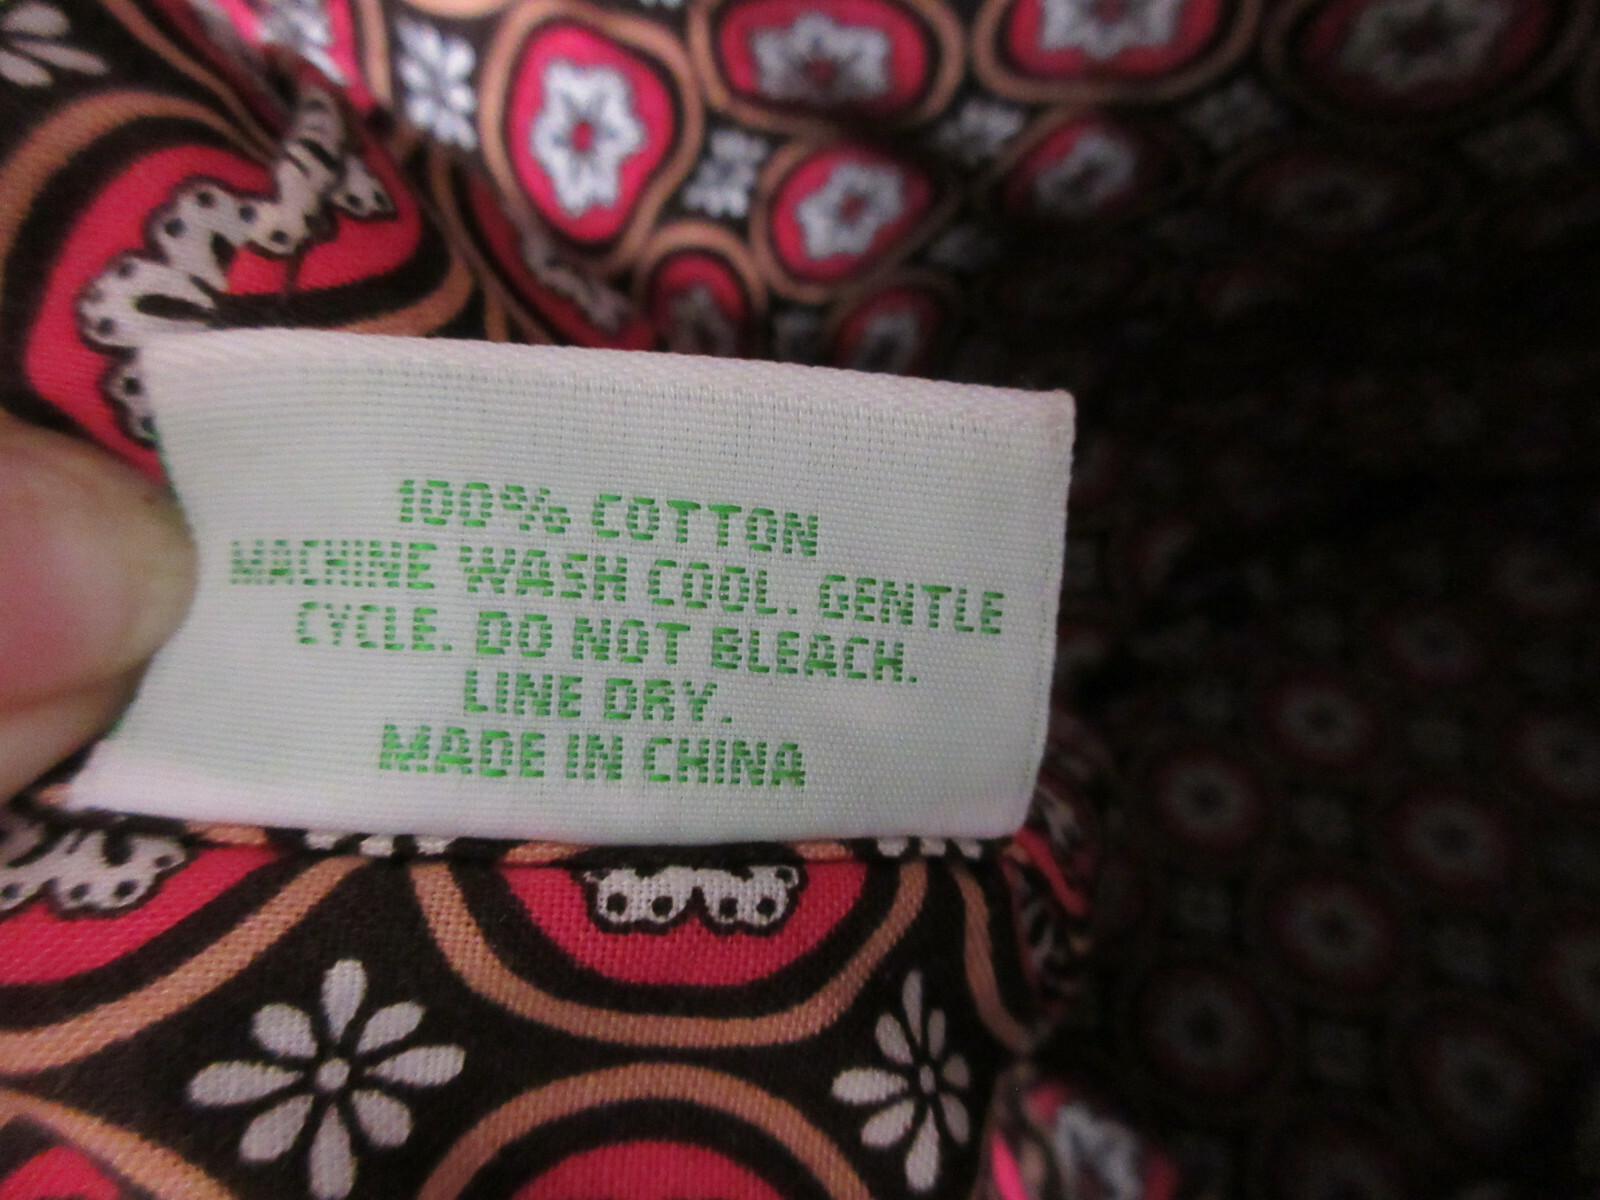 100% COTTON
MACHINE WASH COOL. GENTLE
CYCLE. DO NOT BLEACH.
LINE DRY.
MADE IN CHINA